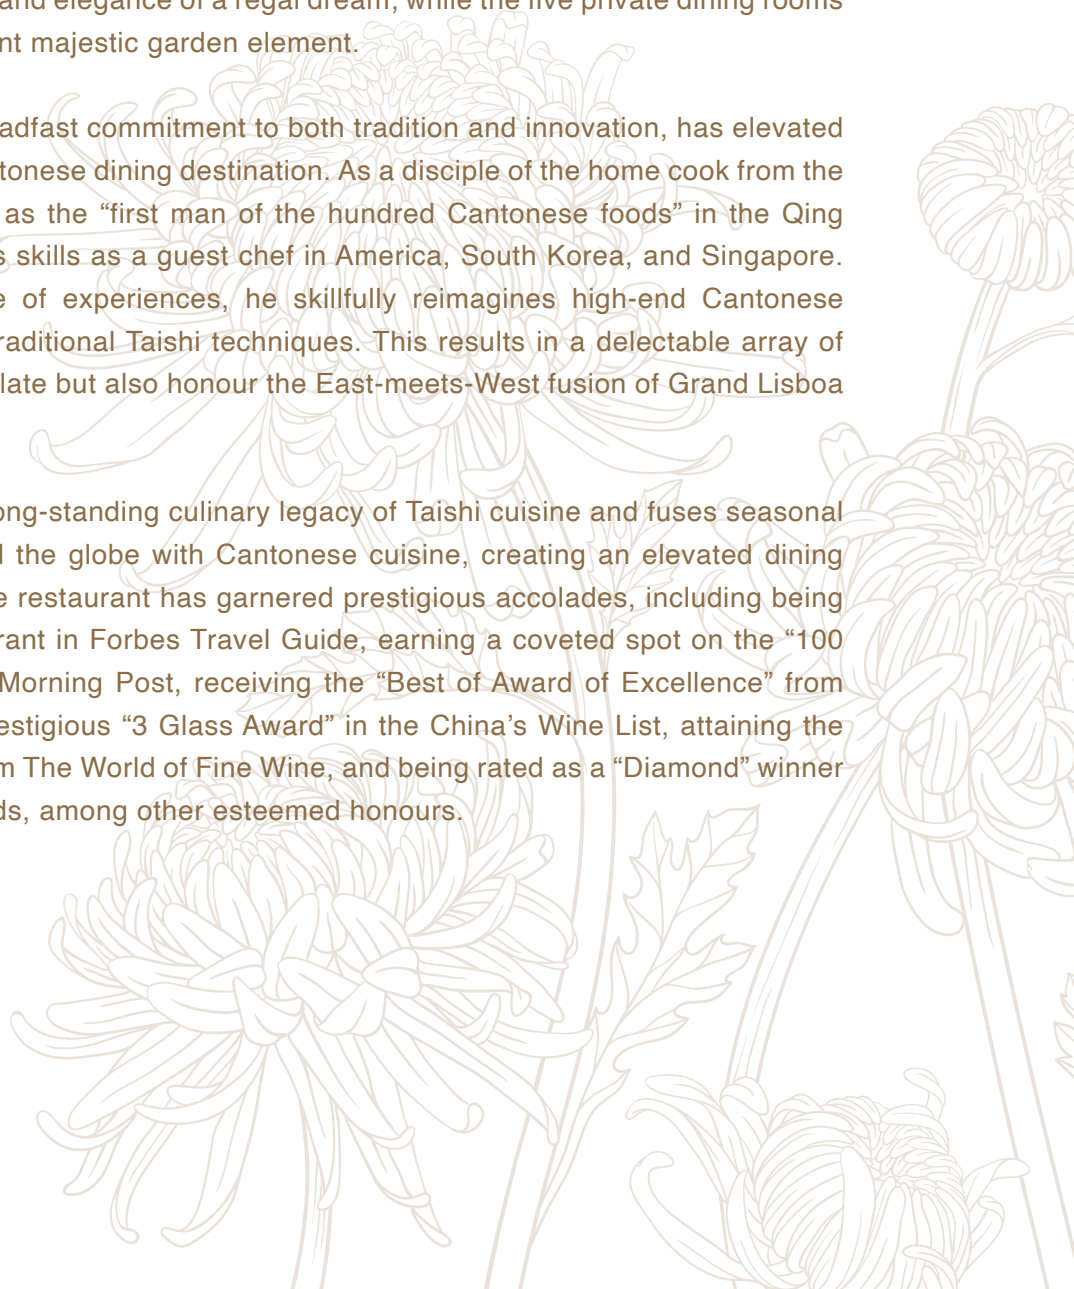 and elegance of a regal dream, while the five private dining rooms
nt majestic garden element.
adfast commitment to both tradition and innovation, has elevated
tonese dining destination. As a disciple of the home cook from the
as the “first man of the hundred Cantonese foods” in the Qing
s skills as a guest chef in America, South Korea, and Singapore.
e of experiences, he skillfully reimagines high-end Cantonese
raditional Taishi techniques. This results in a delectable array of
late but also honour the East-meets-West fusion of Grand Lisboa
ong-standing culinary legacy of Taishi cuisine and fuses seasonal
d the globe with Cantonese cuisine, creating an elevated dining
e restaurant has garnered prestigious accolades, including being
rant in Forbes Travel Guide, earning a coveted spot on the “100
Morning Post, receiving the “Best of Award of Excellence” from
estigious “3 Glass Award” in the China’s Wine List, attaining the
m The World of Fine Wine, and being rated as a “Diamond” winner
ds, among other esteemed honours.